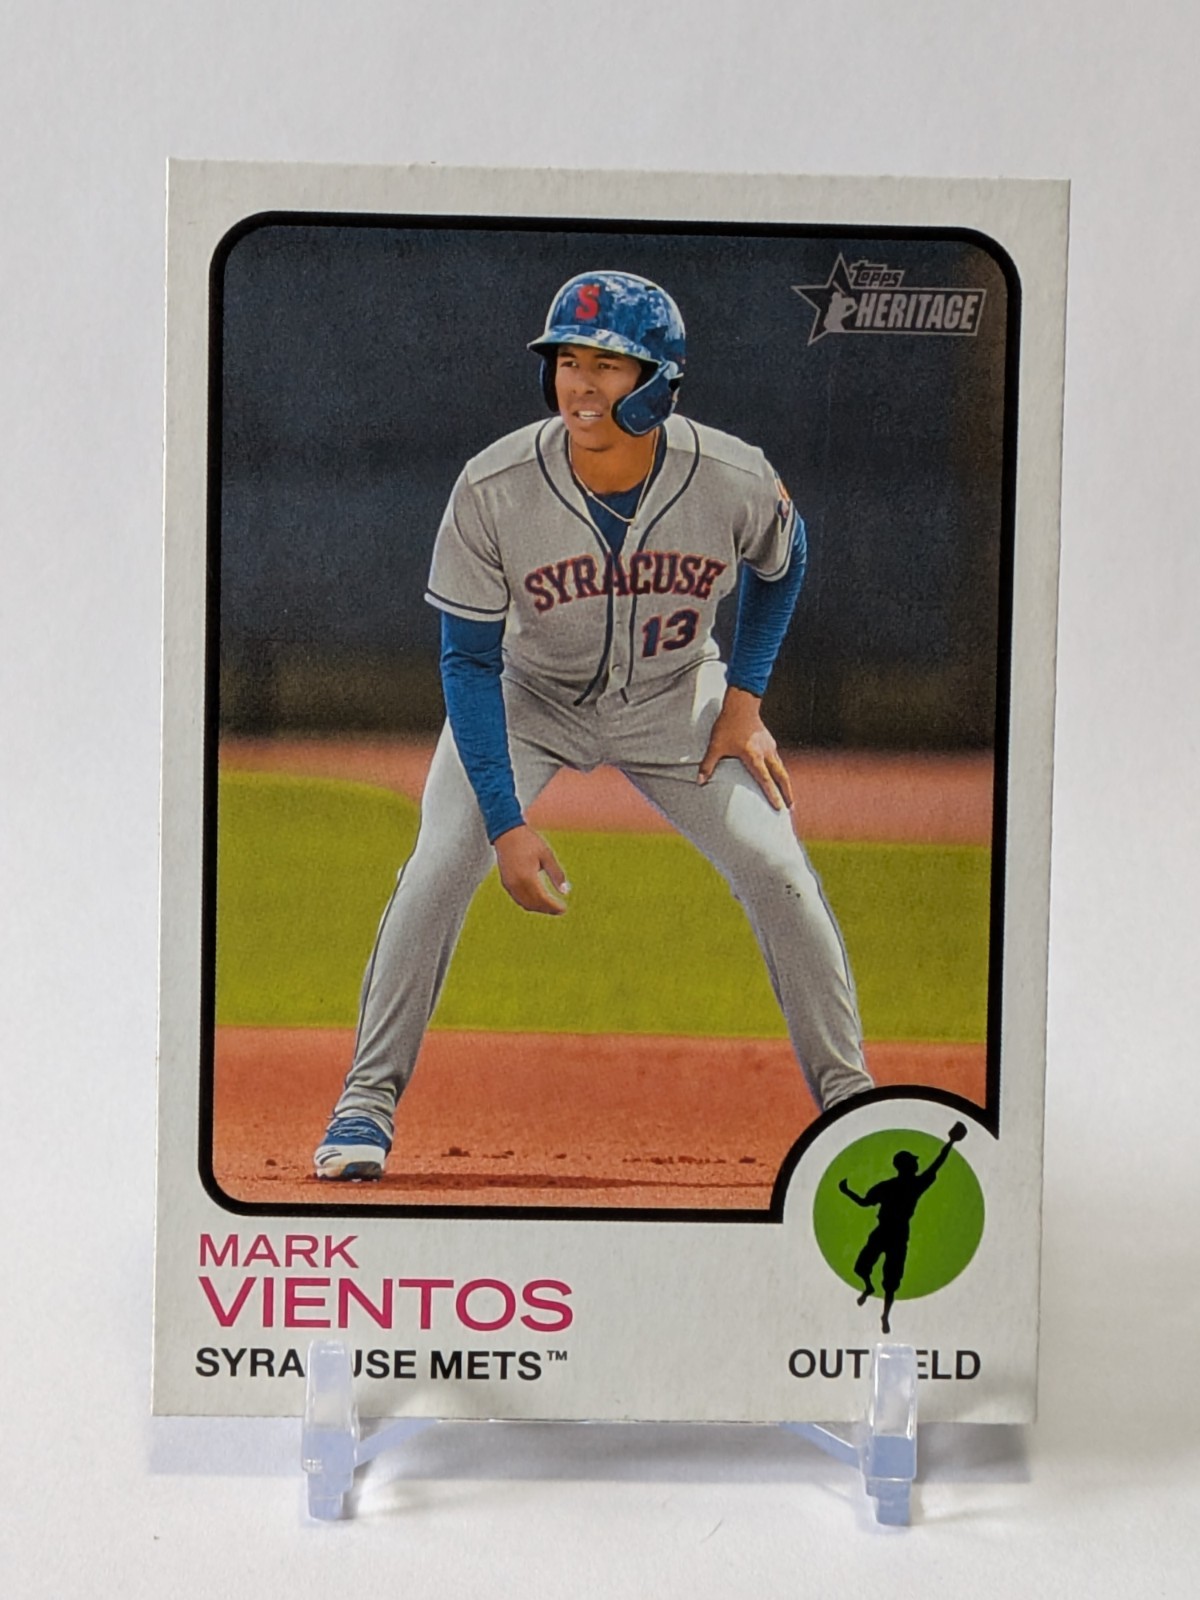 S
Topps
HERITAGE
SYRACUSE
13
MARK
VIENTOS
SYRACUSE METS™
OUTFIELD